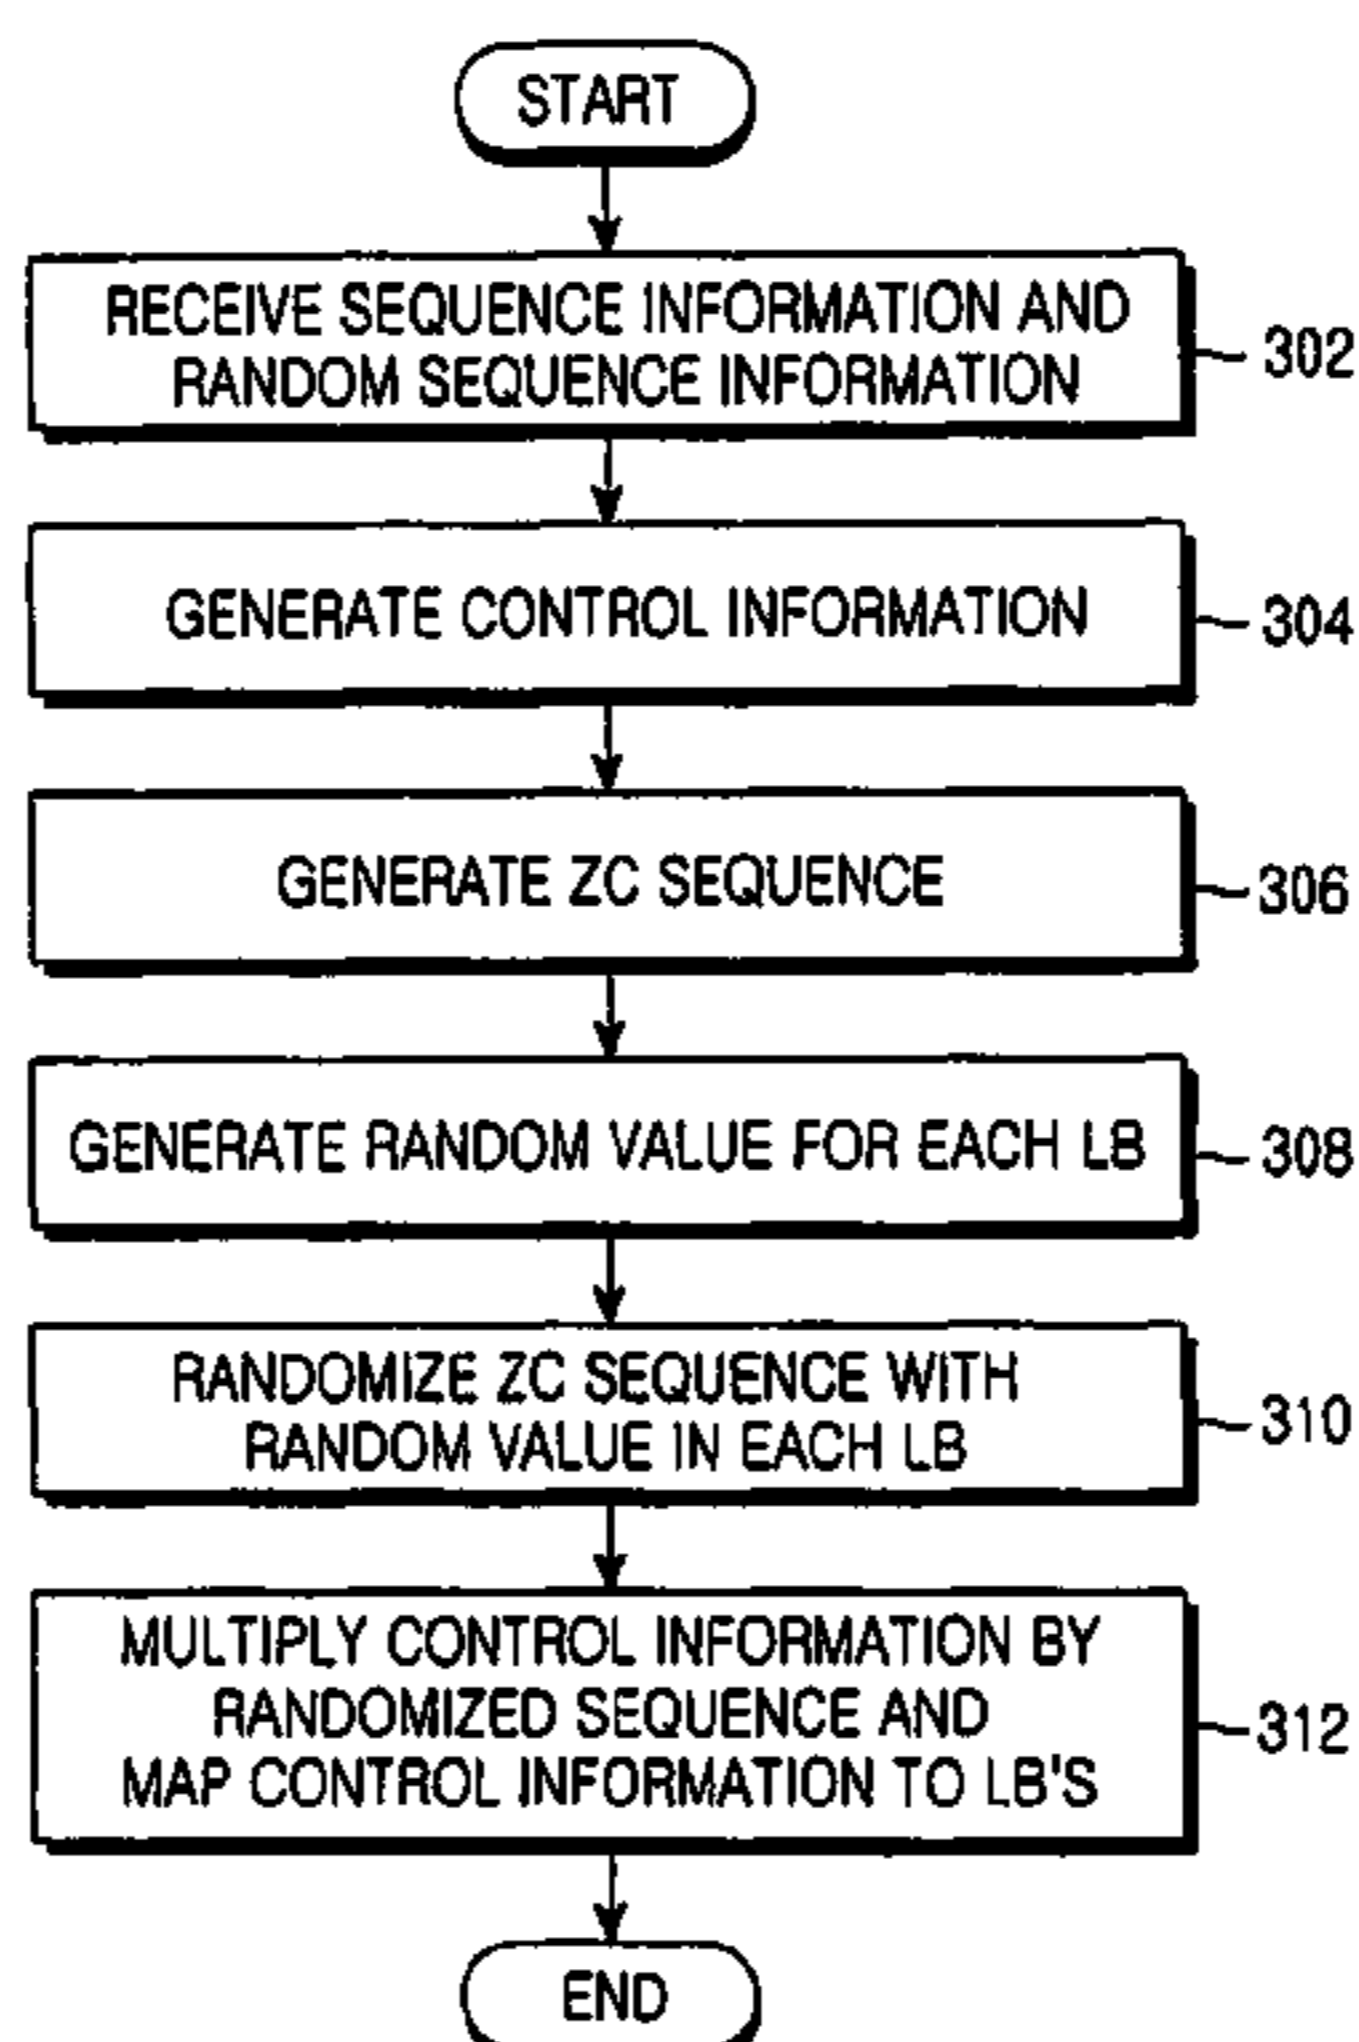 START
RECEIVE SEQUENCE INFORMATION AND
RANDOM SEQUENCE INFORMATION
302
GENERATE CONTROL INFORMATION
304
GENERATE ZC SEQUENCE
306
GENERATE RANDOM VALUE FOR EACH LB
308
RANDOMIZE ZC SEQUENCE WITH
RANDOM VALUE IN EACH LB
310
MULTIPLY CONTROL INFORMATION BY
RANDOMIZED SEQUENCE AND
MAP CONTROL INFORMATION TO LB'S
312
END